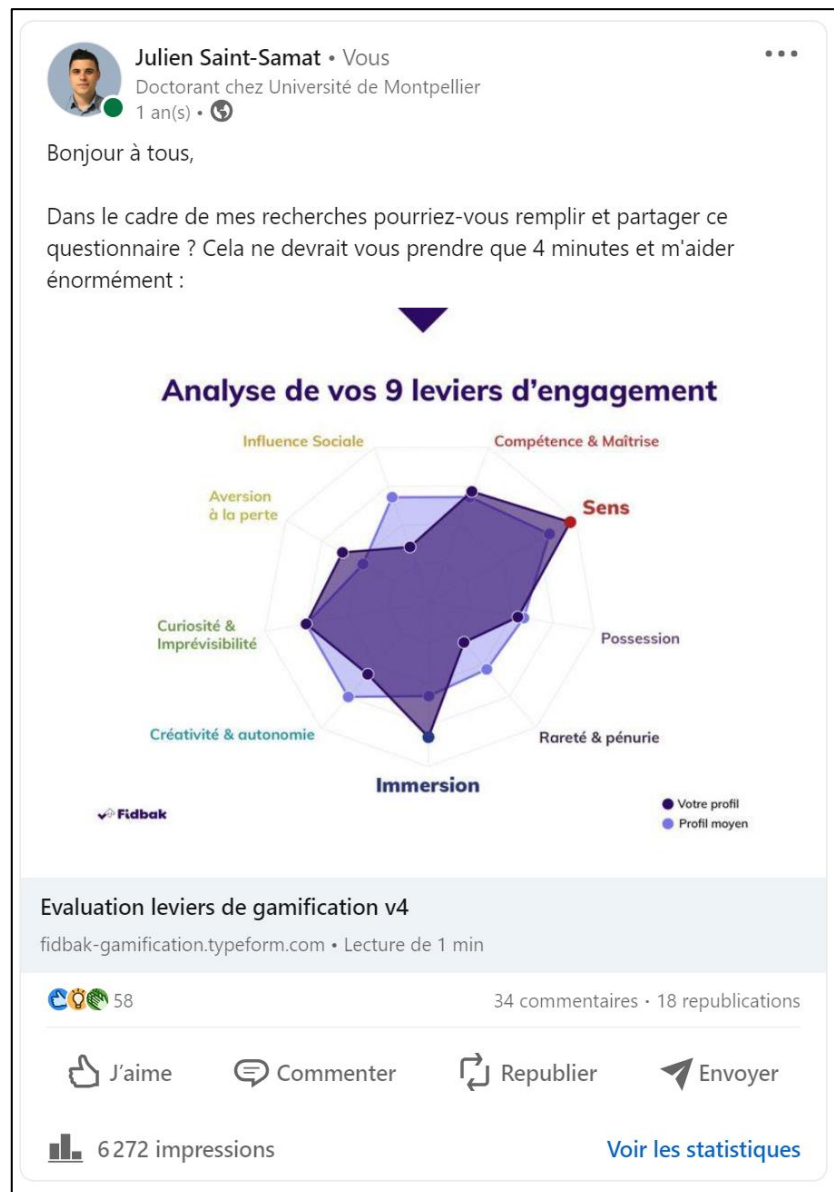 Julien Saint-Samat • Vous
Doctorant chez Université de Montpellier
1 an(s) •
Bonjour à tous,
Dans le cadre de mes recherches pourriez-vous remplir et partager ce
questionnaire ? Cela ne devrait vous prendre que 4 minutes et m'aider
énormément :
Analyse de vos 9 leviers d'engagement
Influence Sociale
Compétence & Maîtrise
Aversion
à la perte
Sens
Curiosité &
Imprévisibilité
Possession
Créativité & autonomie
Rareté & pénurie
Immersion
Fidbak
Votre profil
Profil moyen
Evaluation leviers de gamification v4
fidbak-gamification.typeform.com • Lecture de 1 min
58
34 commentaires • 18 republications
J'aime
Commenter
Republier
Envoyer
6 272 impressions
Voir les statistiques